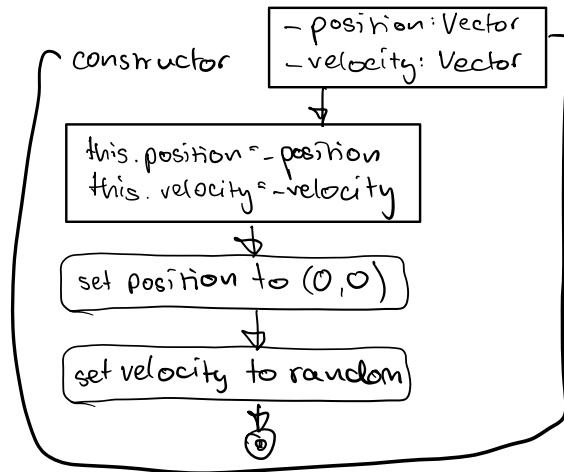 constructor
_position: Vector
_velocity: Vector
this.position=_position
this.velocity=_velocity
set position to (0,0)
set velocity to random